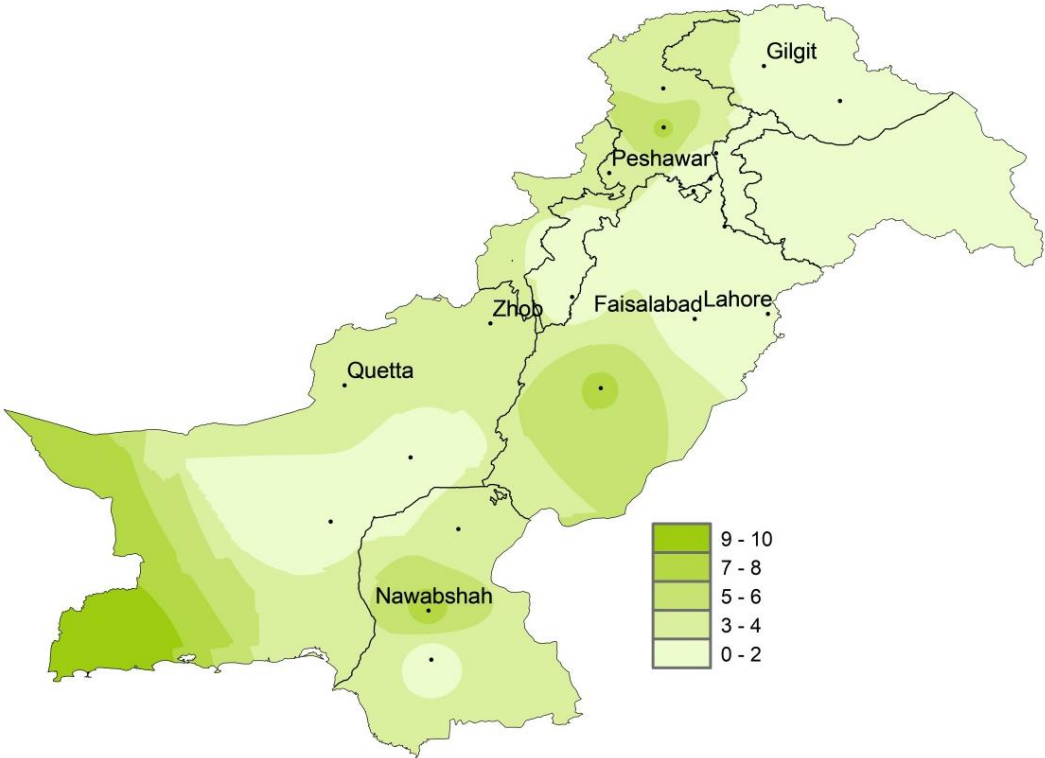 Gilgit
Peshawar
Zhob
Faisalabad
Lahore
Quetta
Nawabshah
9 - 10
7 - 8
5 - 6
3 - 4
0 - 2